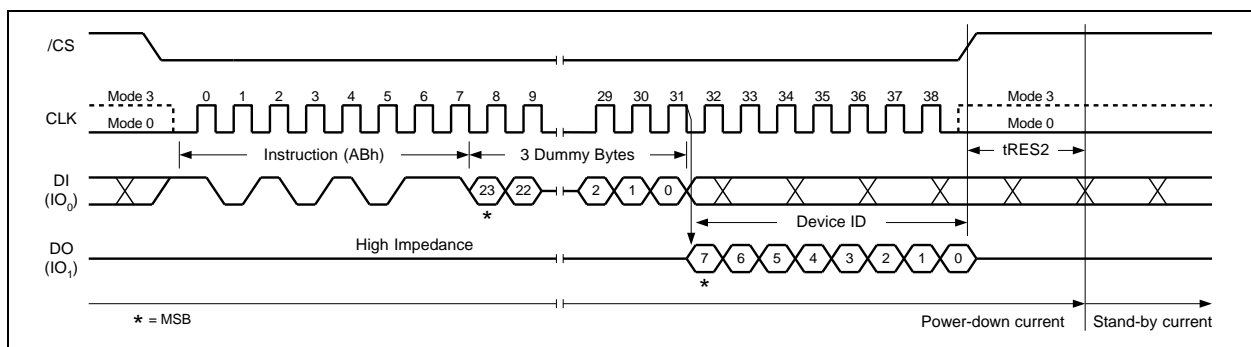 /CS
Mode 3 0 1 2 3 4 5 6 7 8 9 29 30 31 32 33 34 35 36 37 38 Mode 3
CLK
Mode 0 Mode 0
Instruction (ABh) 3 Dummy Bytes tRES2
DI
(IO0)
23 22 2 1 0
*
Device ID
High Impedance
DO
(IO1)
7 6 5 4 3 2 1 0
*
* = MSB
Power-down current Stand-by current